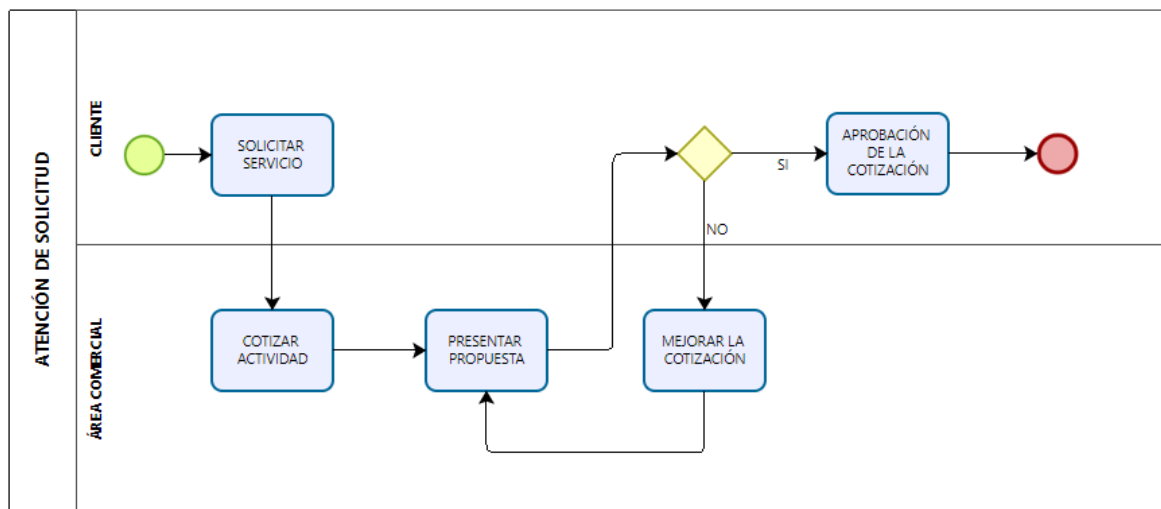 ATENCIÓN DE SOLICITUD
CLIENTE
SOLICITAR
SERVICIO
SI
APROBACIÓN
DE LA
COTIZACIÓN
NO
ÁREA COMERCIAL
COTIZAR
ACTIVIDAD
PRESENTAR
PROPUESTA
MEJORAR LA
COTIZACIÓN